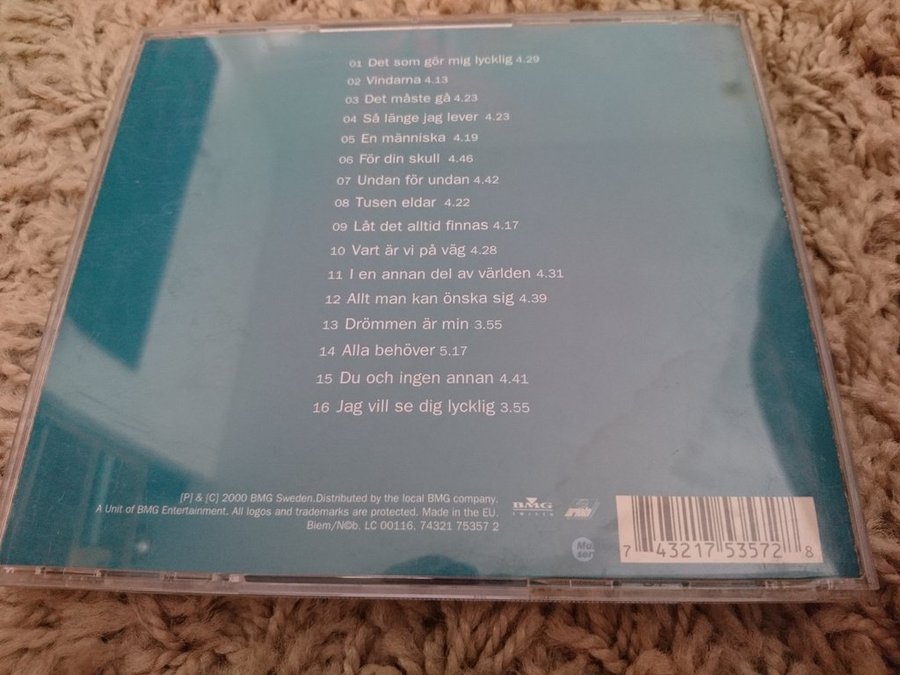 01 Det som gör mig lycklig 4.29
02 Vindarna 4.13
03 Det måste gå 4.23
04 Så länge jag lever 4.23
05 En människa 4.19
06 För din skull 4.46
07 Undan för undan 4.42
08 Tusen eldar 4.22
09 Låt det alltid finnas 4.17
10 Vart är vi på väg 4.28
11 I en annan del av världen 4.31
12 Allt man kan önska sig 4.39
13 Drömmen är min 3.55
14 Alla behöver 5.17
15 Du och ingen annan 4.41
16 Jag vill se dig lycklig 3.55
[P] & [C] 2000 BMG Sweden.Distributed by the local BMG company.
A Unit of BMG Entertainment. All logos and trademarks are protected. Made in the EU.
Biem/N©b. LC 00116. 74321 75357 2
BMG
SWEDEN
7 43217 53572 8